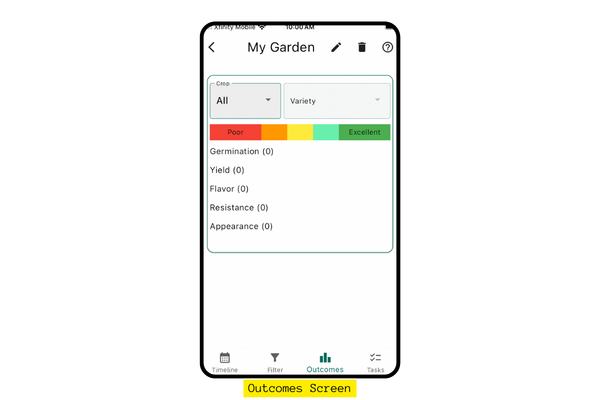 Xfinity Mobile 10:00 AM
My Garden
Crop
All Variety
Poor Excellent
Germination (0)
Yield (0)
Flavor (0)
Resistance (0)
Appearance (0)
Timeline Filter Outcomes Tasks
Outcomes Screen